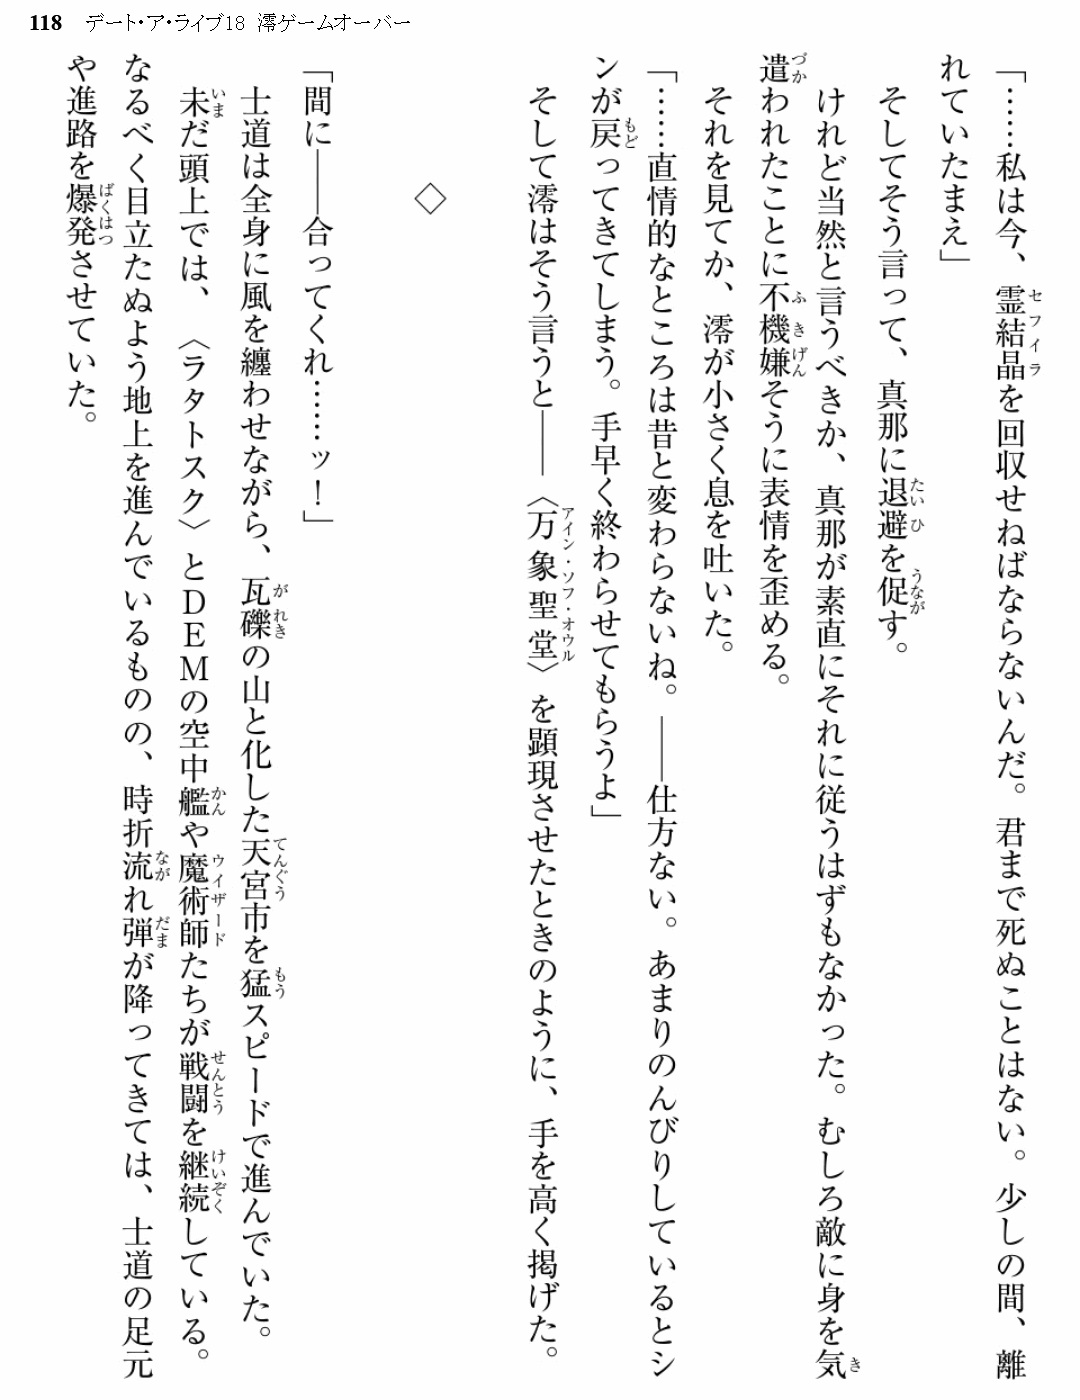 118 デート・ア・ライブ18 澪ゲームオーバー
「……私は今、霊結晶を回収せねばならないんだ。君まで死ぬことはない。少しの間、離
れていたまえ」
そしてそう言って、真那に退避を促す。
けれど当然と言うべきか、真那が素直にそれに従うはずもなかった。むしろ敵に身を気
遣われたことに不機嫌そうに表情を歪める。
それを見てか、澪が小さく息を吐いた。
「……直情的なところは昔と変わらないね。――仕方ない。あまりのんびりしているとシ
ンが戻ってきてしまう。手早く終わらせてもらうよ」
そして澪はそう言うと――〈万象聖堂〉を顕現させたときのように、手を高く掲げた。
◇
「間に――合ってくれ……ッ！」
士道は全身に風を纏わせながら、瓦礫の山と化した天宮市を猛スピードで進んでいた。
未だ頭上では、〈ラタトスク〉とＤＥＭの空中艦や魔術師たちが戦闘を継続している。
なるべく目立たぬよう地上を進んでいるものの、時折流れ弾が降ってきては、士道の足元
や進路を爆発させていた。